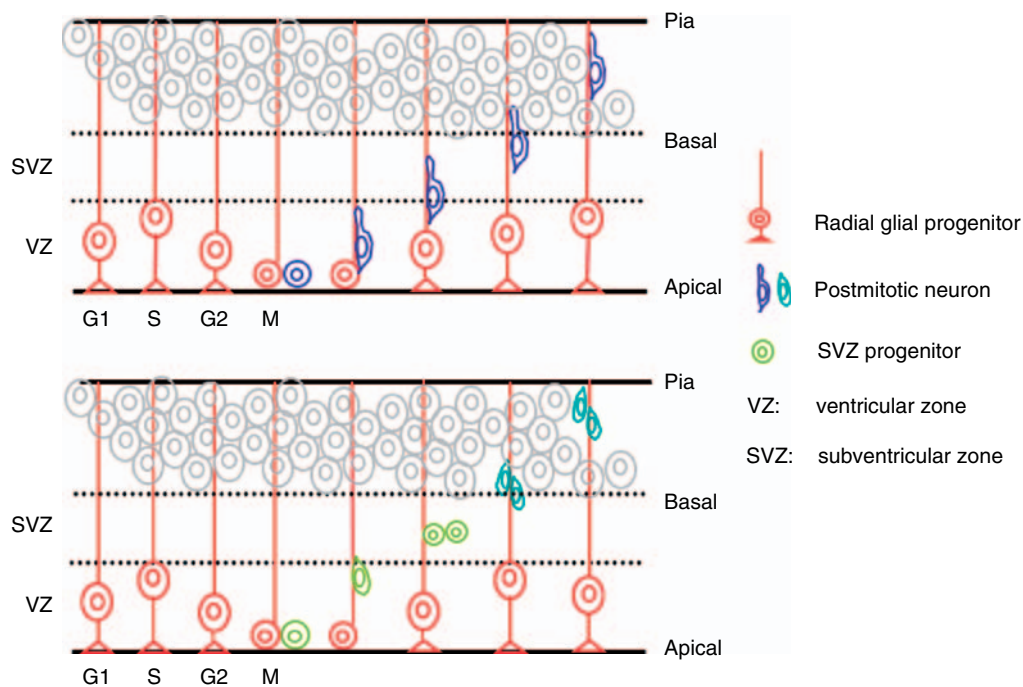 Pia
Basal
SVZ
VZ
Apical
G1 S G2 M
Radial glial progenitor
Postmitotic neuron
SVZ progenitor
VZ: ventricular zone
SVZ: subventricular zone
Pia
Basal
SVZ
VZ
Apical
G1 S G2 M